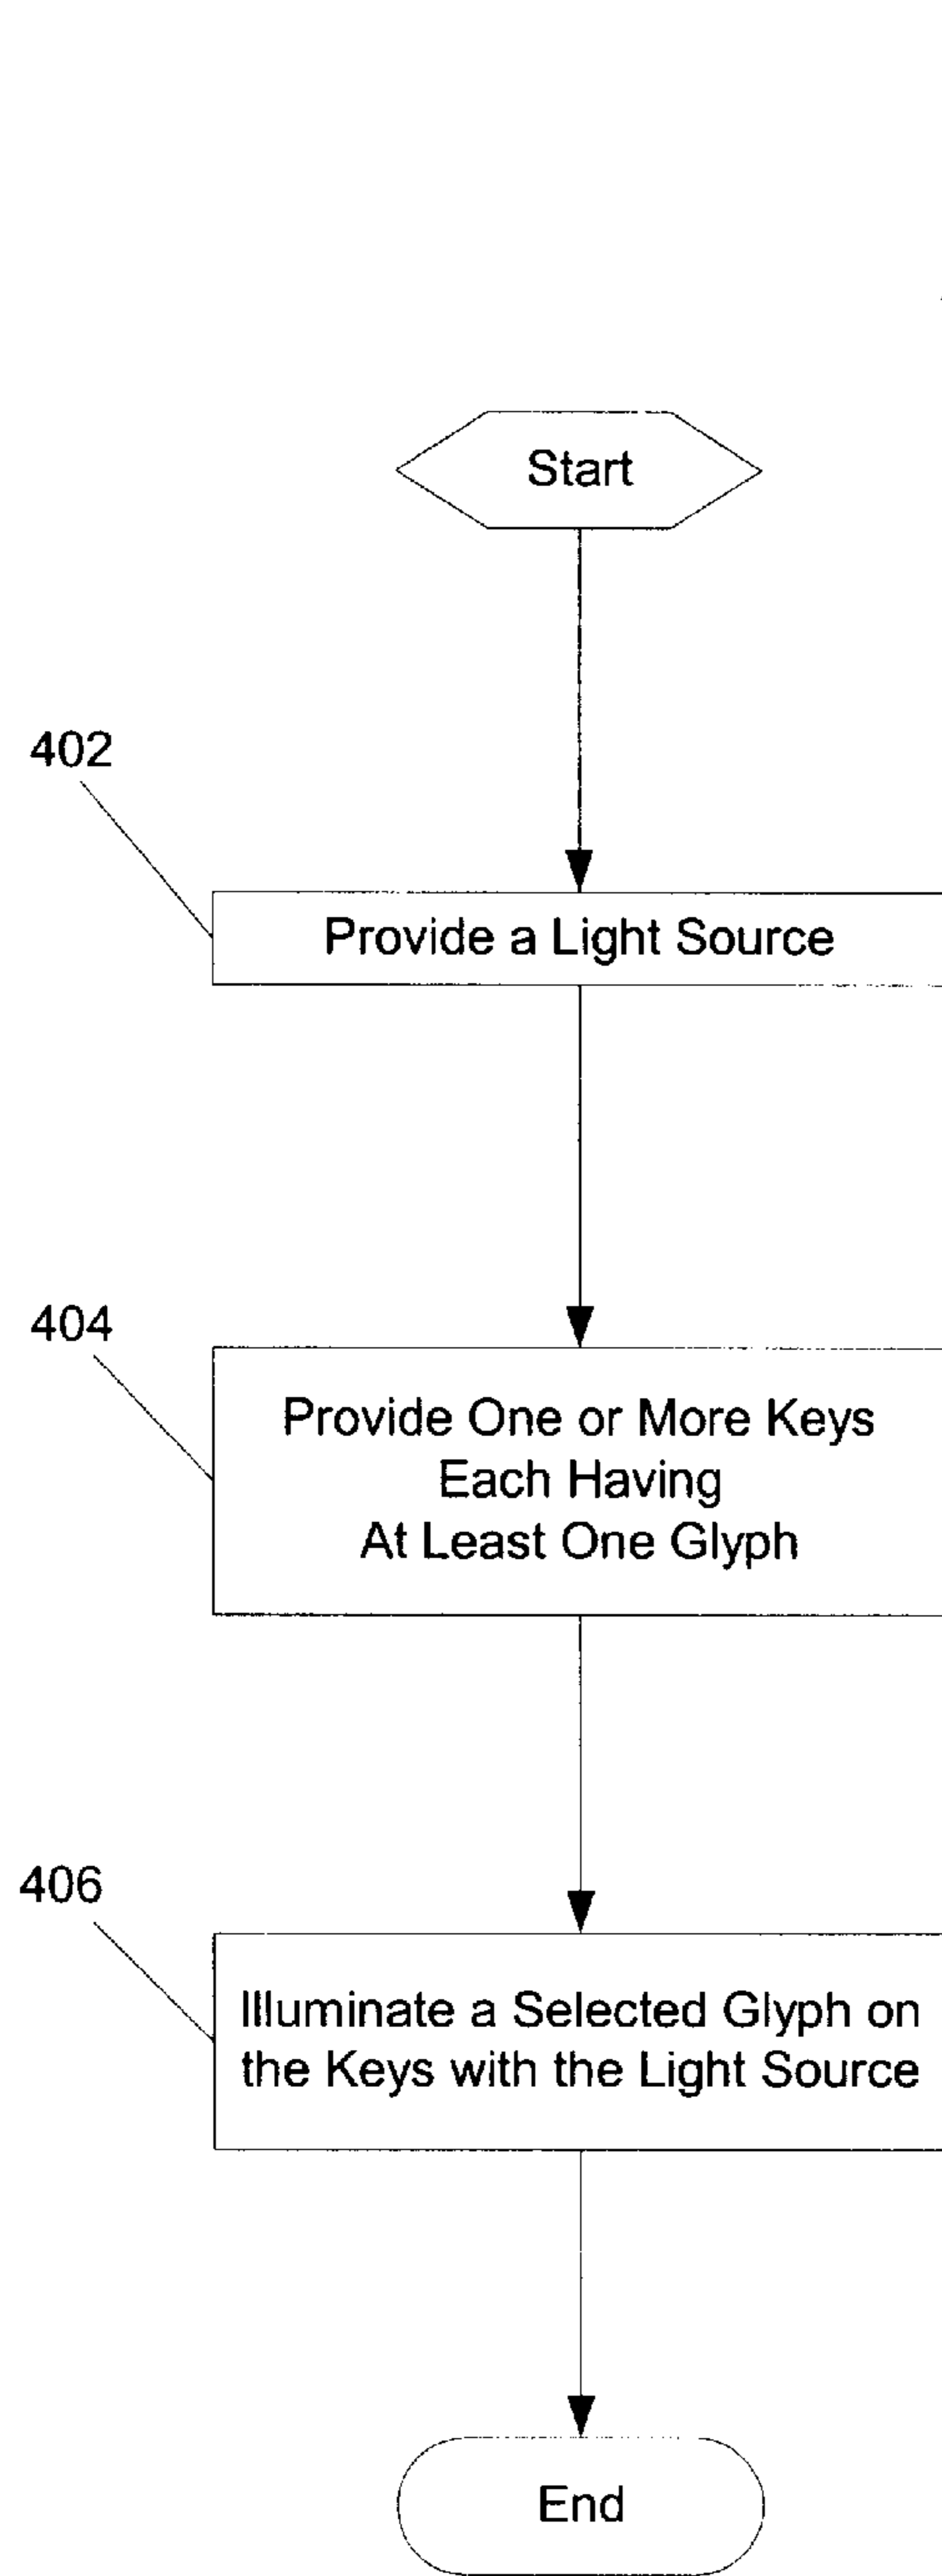 Start
402
Provide a Light Source
404
Provide One or More Keys
Each Having
At Least One Glyph
406
Illuminate a Selected Glyph on
the Keys with the Light Source
End